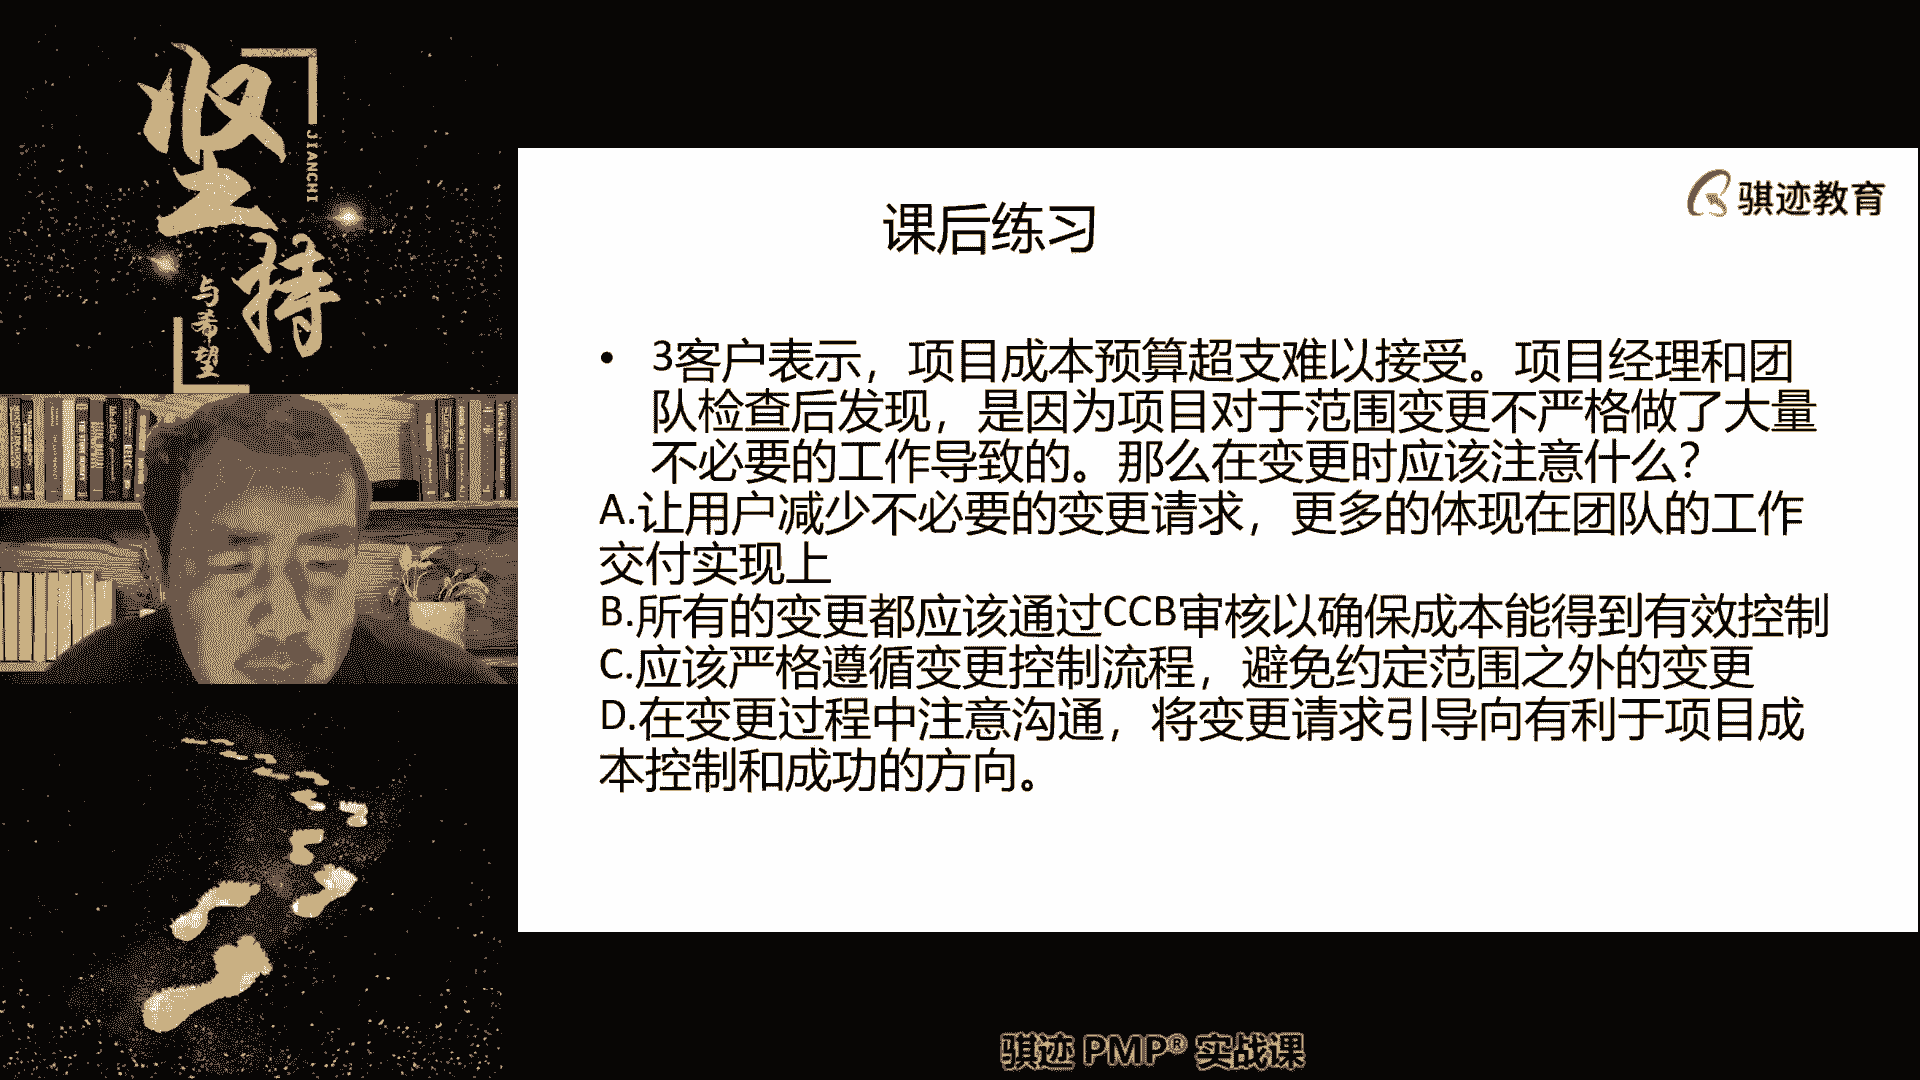 坚持
JIANCHI
与希望
骐迹教育
课后练习
• 3客户表示，项目成本预算超支难以接受。项目经理和团
队检查后发现，是因为项目对于范围变更不严格做了大量
不必要的工作导致的。那么在变更时应该注意什么？
A.让用户减少不必要的变更请求，更多的体现在团队的工作
交付实现上
B.所有的变更都应该通过CCB审核以确保成本能得到有效控制
C.应该严格遵循变更控制流程，避免约定范围之外的变更
D.在变更过程中注意沟通，将变更请求引导向有利于项目成
本控制和成功的方向。
骐迹 PMP® 实战课